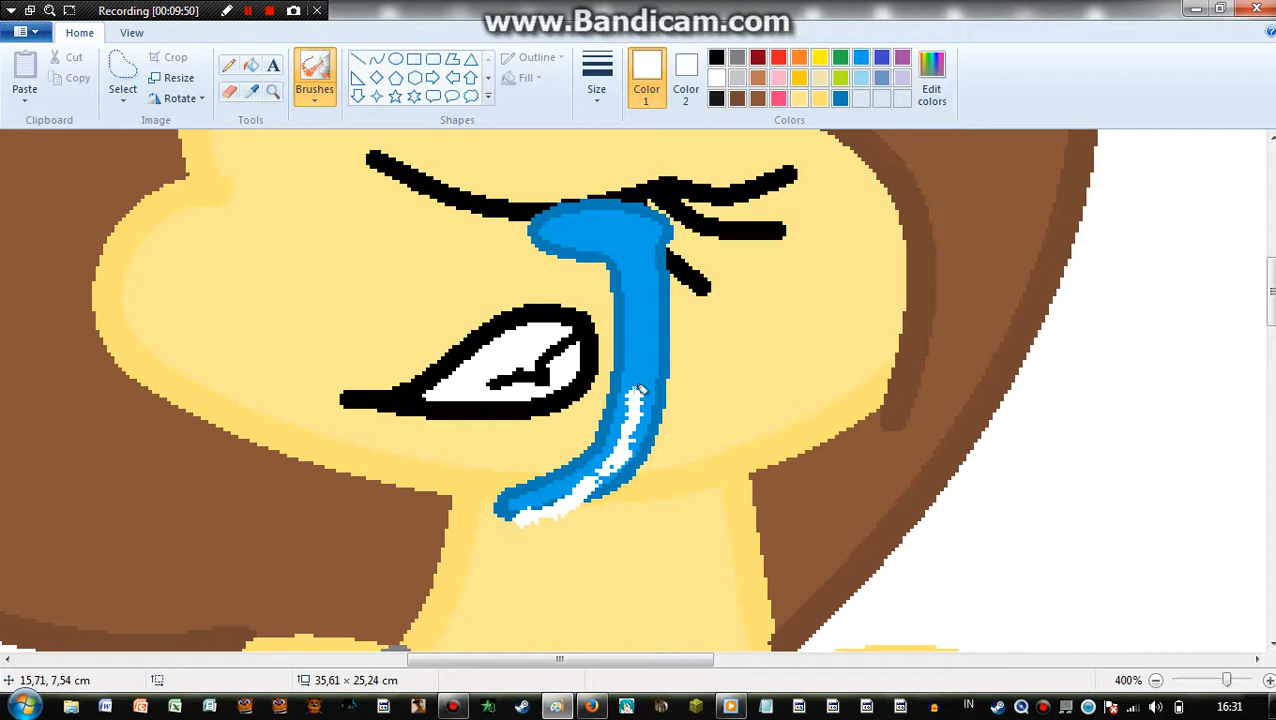 Recording [00:09:50]
www.Bandicam.com
Home View
Cut Crop Outline
Copy Resize Fill
Paste Select Rotate Brushes Size Color 1 Color 2 Edit colors
Clipboard Image Tools Shapes Colors
15,71, 7,54 cm 35,61 × 25,24 cm 400%
IN 16:31